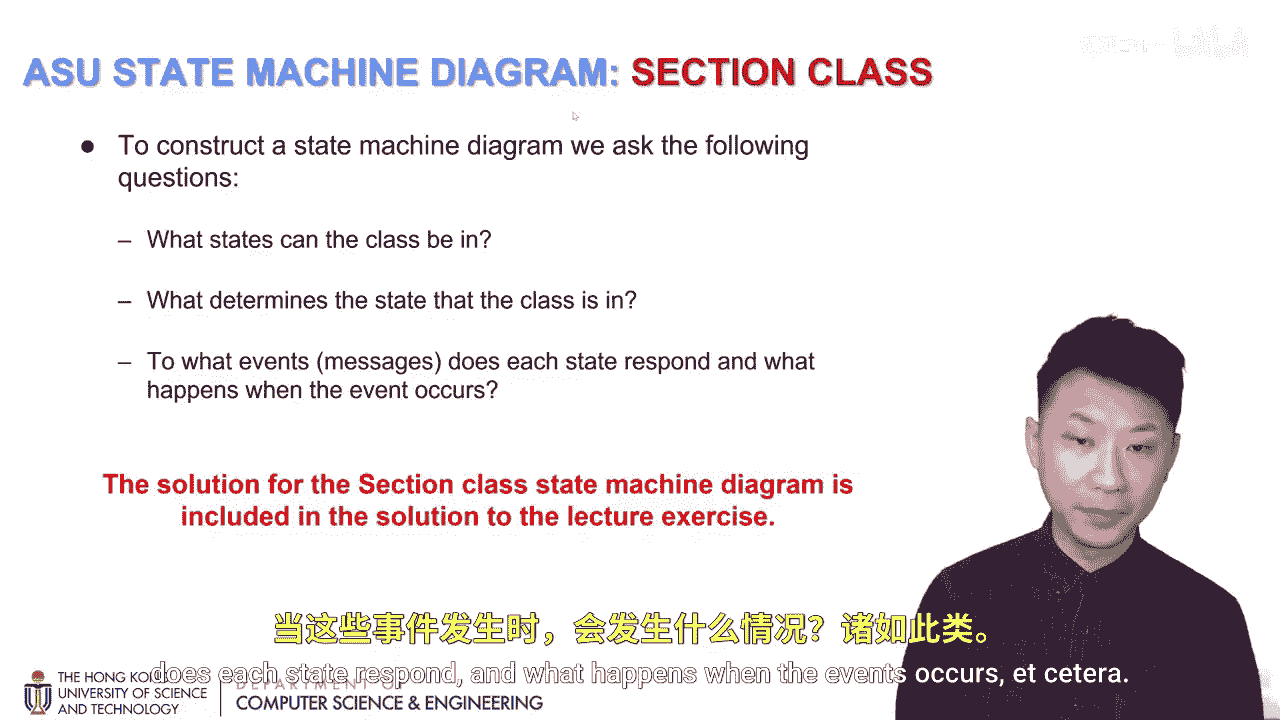 ASU STATE MACHINE DIAGRAM: SECTION CLASS
● To construct a state machine diagram we ask the following
questions:
– What states can the class be in?
– What determines the state that the class is in?
– To what events (messages) does each state respond and what
happens when the event occurs?
The solution for the Section class state machine diagram is
included in the solution to the lecture exercise.
当这些事件发生时，会发生什么情况？诸如此类。
does each state respond, and what happens when the events occurs, et cetera.
THE HONG KONG
UNIVERSITY OF SCIENCE
AND TECHNOLOGY
DEPARTMENT OF
COMPUTER SCIENCE & ENGINEERING